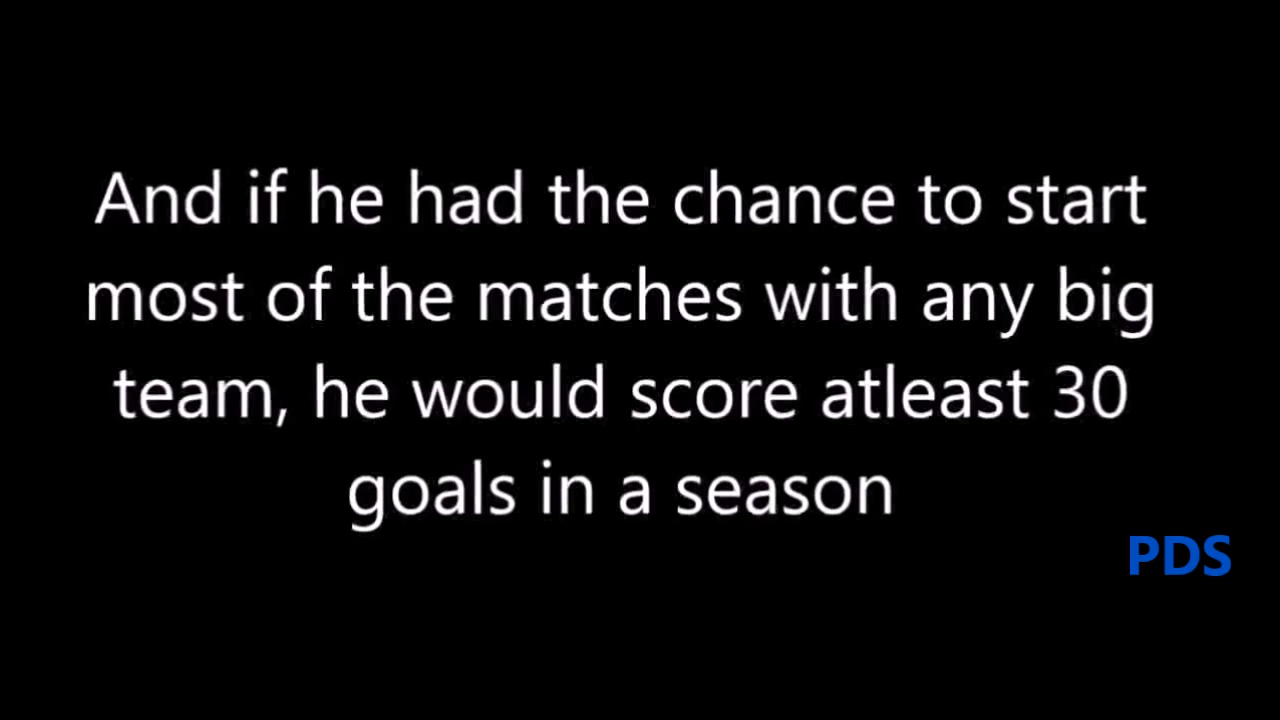 And if he had the chance to start
most of the matches with any big
team, he would score atleast 30
goals in a season
PDS